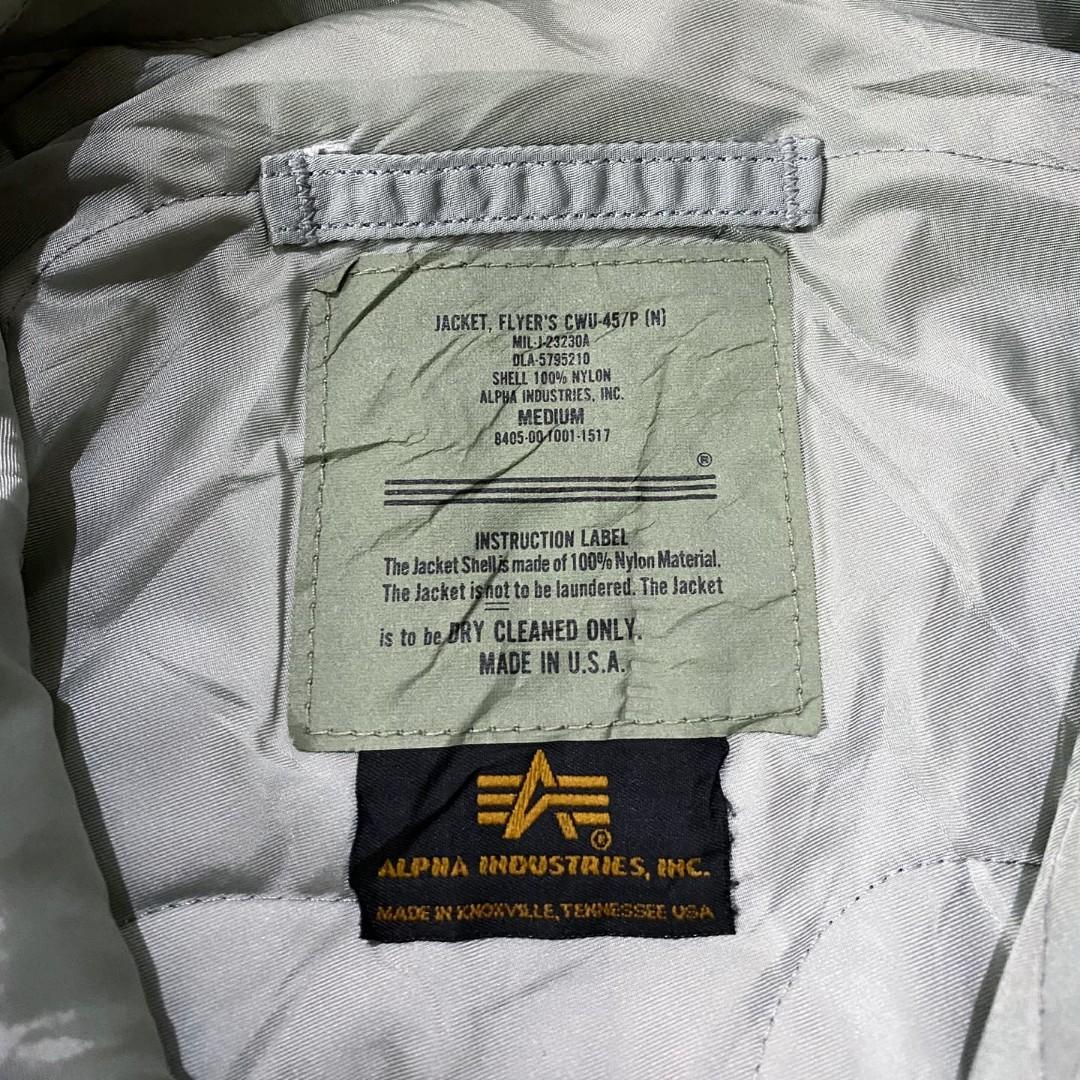 JACKET, FLYER'S CWU-45/P (N)
MIL-J-23230A
DLA-5795210
SHELL 100% NYLON
ALPHA INDUSTRIES, INC.
MEDIUM
8405-00-1001-1517
®
INSTRUCTION LABEL
The Jacket Shell is made of 100% Nylon Material.
The Jacket is not to be laundered. The Jacket
is to be DRY CLEANED ONLY.
MADE IN U.S.A.
®
ALPHA INDUSTRIES, INC.
MADE IN KNOXVILLE, TENNESSEE USA